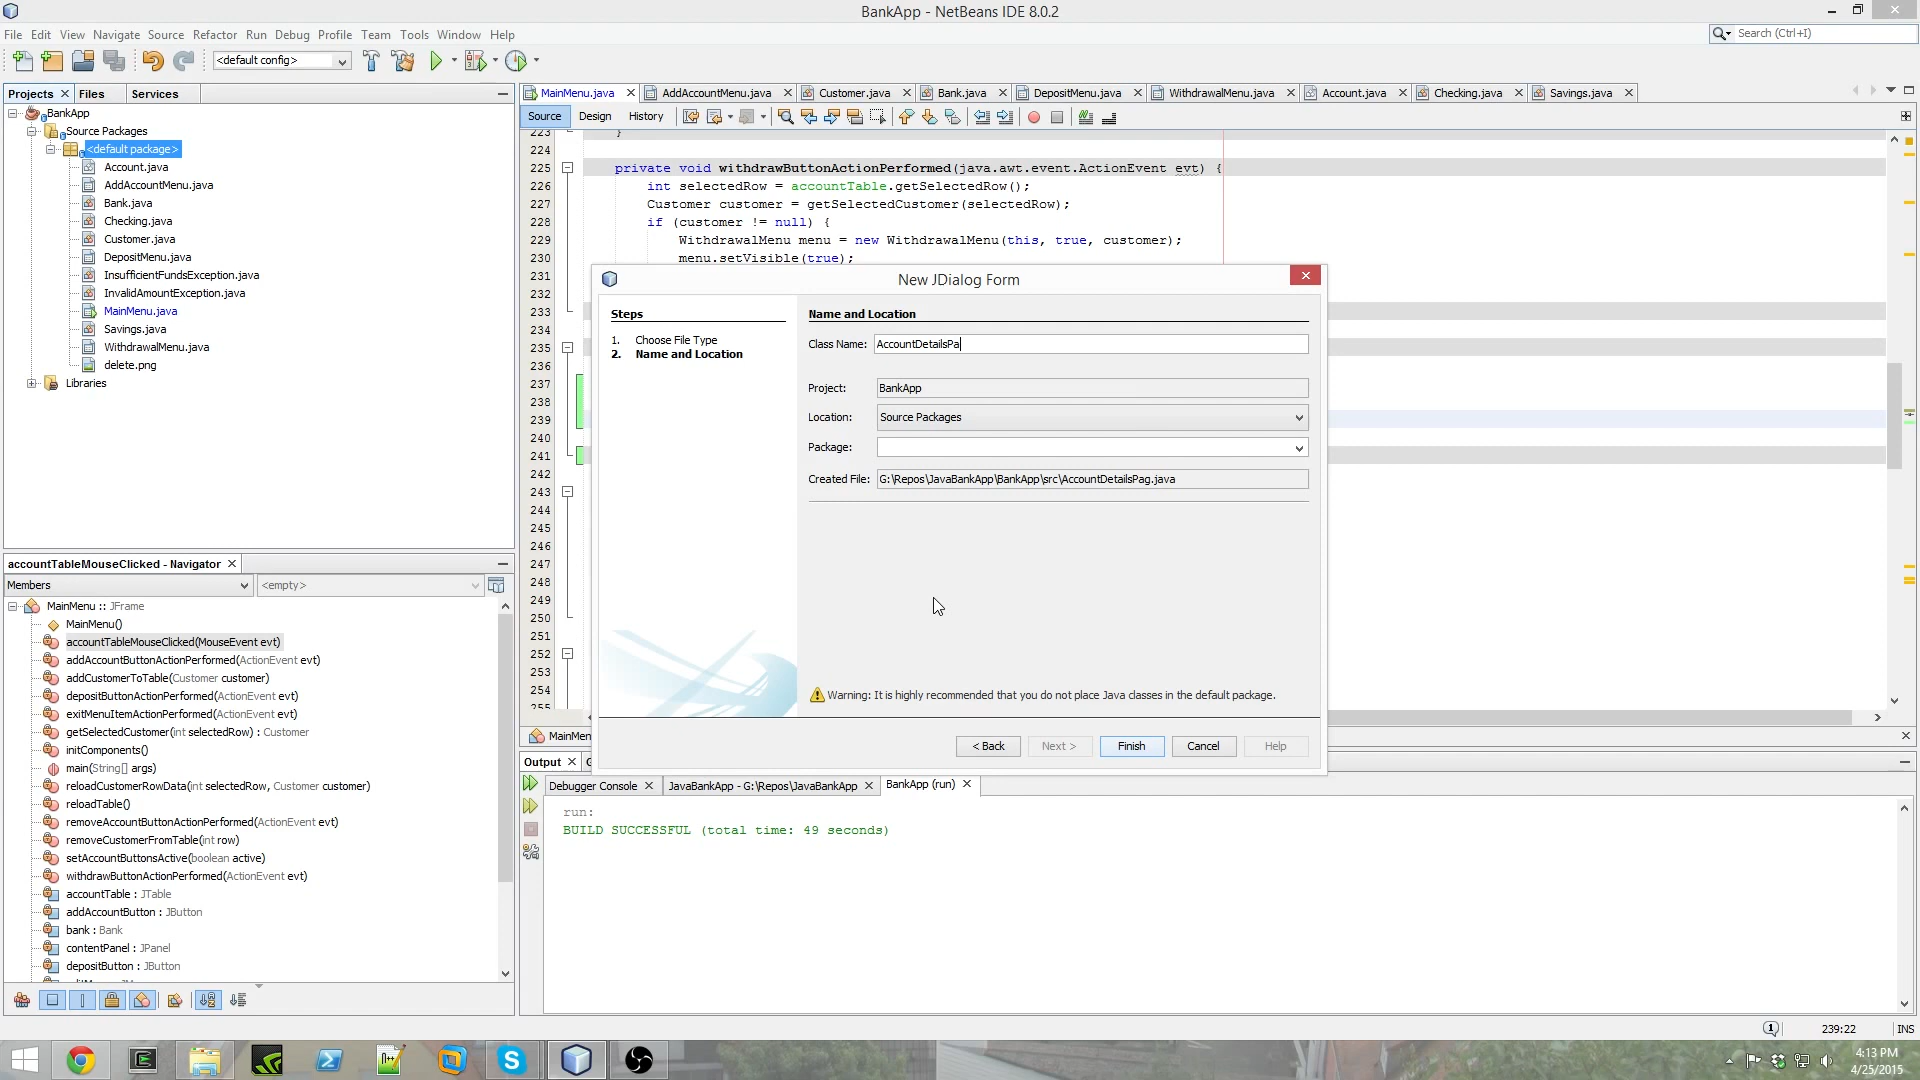 BankApp - NetBeans IDE 8.0.2
File Edit View Navigate Source Refactor Run Debug Profile Team Tools Window Help
Search (Ctrl+I)
<default config>
Projects Files Services
BankApp
Source Packages
<default package>
Account.java
AddAccountMenu.java
Bank.java
Checking.java
Customer.java
DepositMenu.java
InsufficientFundsException.java
InvalidAmountException.java
MainMenu.java
Savings.java
WithdrawalMenu.java
delete.png
Libraries
MainMenu.java AddAccountMenu.java Customer.java Bank.java DepositMenu.java WithdrawalMenu.java Account.java Checking.java Savings.java
Source Design History
223 }
224
225 private void withdrawButtonActionPerformed(java.awt.event.ActionEvent evt) {
226 int selectedRow = accountTable.getSelectedRow();
227 Customer customer = getSelectedCustomer(selectedRow);
228 if (customer != null) {
229 WithdrawalMenu menu = new WithdrawalMenu(this, true, customer);
230 menu.setVisible(true);
231
232
233
234
235
236
237
238
239
240
241
242
243
244
245
246
247
248
249
250
251
252
253
254
255
New JDialog Form
Steps
1. Choose File Type
2. Name and Location
Name and Location
Class Name: AccountDetailsPa
Project: BankApp
Location: Source Packages
Package:
Created File: G:\Repos\JavaBankApp\BankApp\src\AccountDetailsPag.java
Warning: It is highly recommended that you do not place Java classes in the default package.
< Back Next > Finish Cancel Help
accountTableMouseClicked - Navigator
Members <empty>
MainMenu :: JFrame
MainMenu()
accountTableMouseClicked(MouseEvent evt)
addAccountButtonActionPerformed(ActionEvent evt)
addCustomerToTable(Customer customer)
depositButtonActionPerformed(ActionEvent evt)
exitMenuItemActionPerformed(ActionEvent evt)
getSelectedCustomer(int selectedRow) : Customer
initComponents()
main(String[] args)
reloadCustomerRowData(int selectedRow, Customer customer)
reloadTable()
removeAccountButtonActionPerformed(ActionEvent evt)
removeCustomerFromTable(int row)
setAccountButtonsActive(boolean active)
withdrawButtonActionPerformed(ActionEvent evt)
accountTable : JTable
addAccountButton : JButton
bank : Bank
contentPanel : JPanel
depositButton : JButton
MainMen
Output
Debugger Console JavaBankApp - G:\Repos\JavaBankApp BankApp (run)
run:
BUILD SUCCESSFUL (total time: 49 seconds)
1 239:22 INS
4:13 PM
4/25/2015